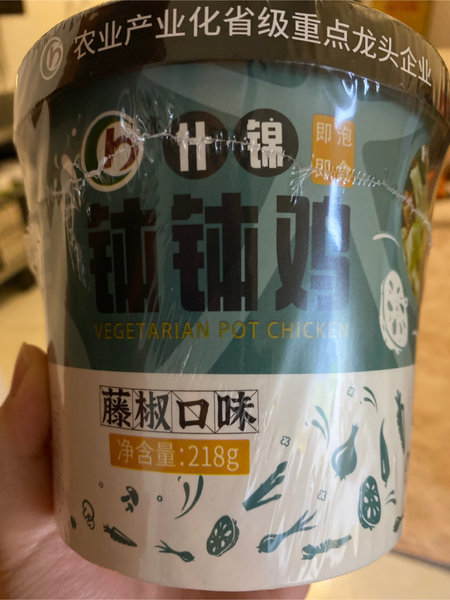 农业产业化省级重点龙头企业
什锦
即泡
即食
钵钵鸡
VEGETARIAN POT CHICKEN
藤椒口味
净含量:218g